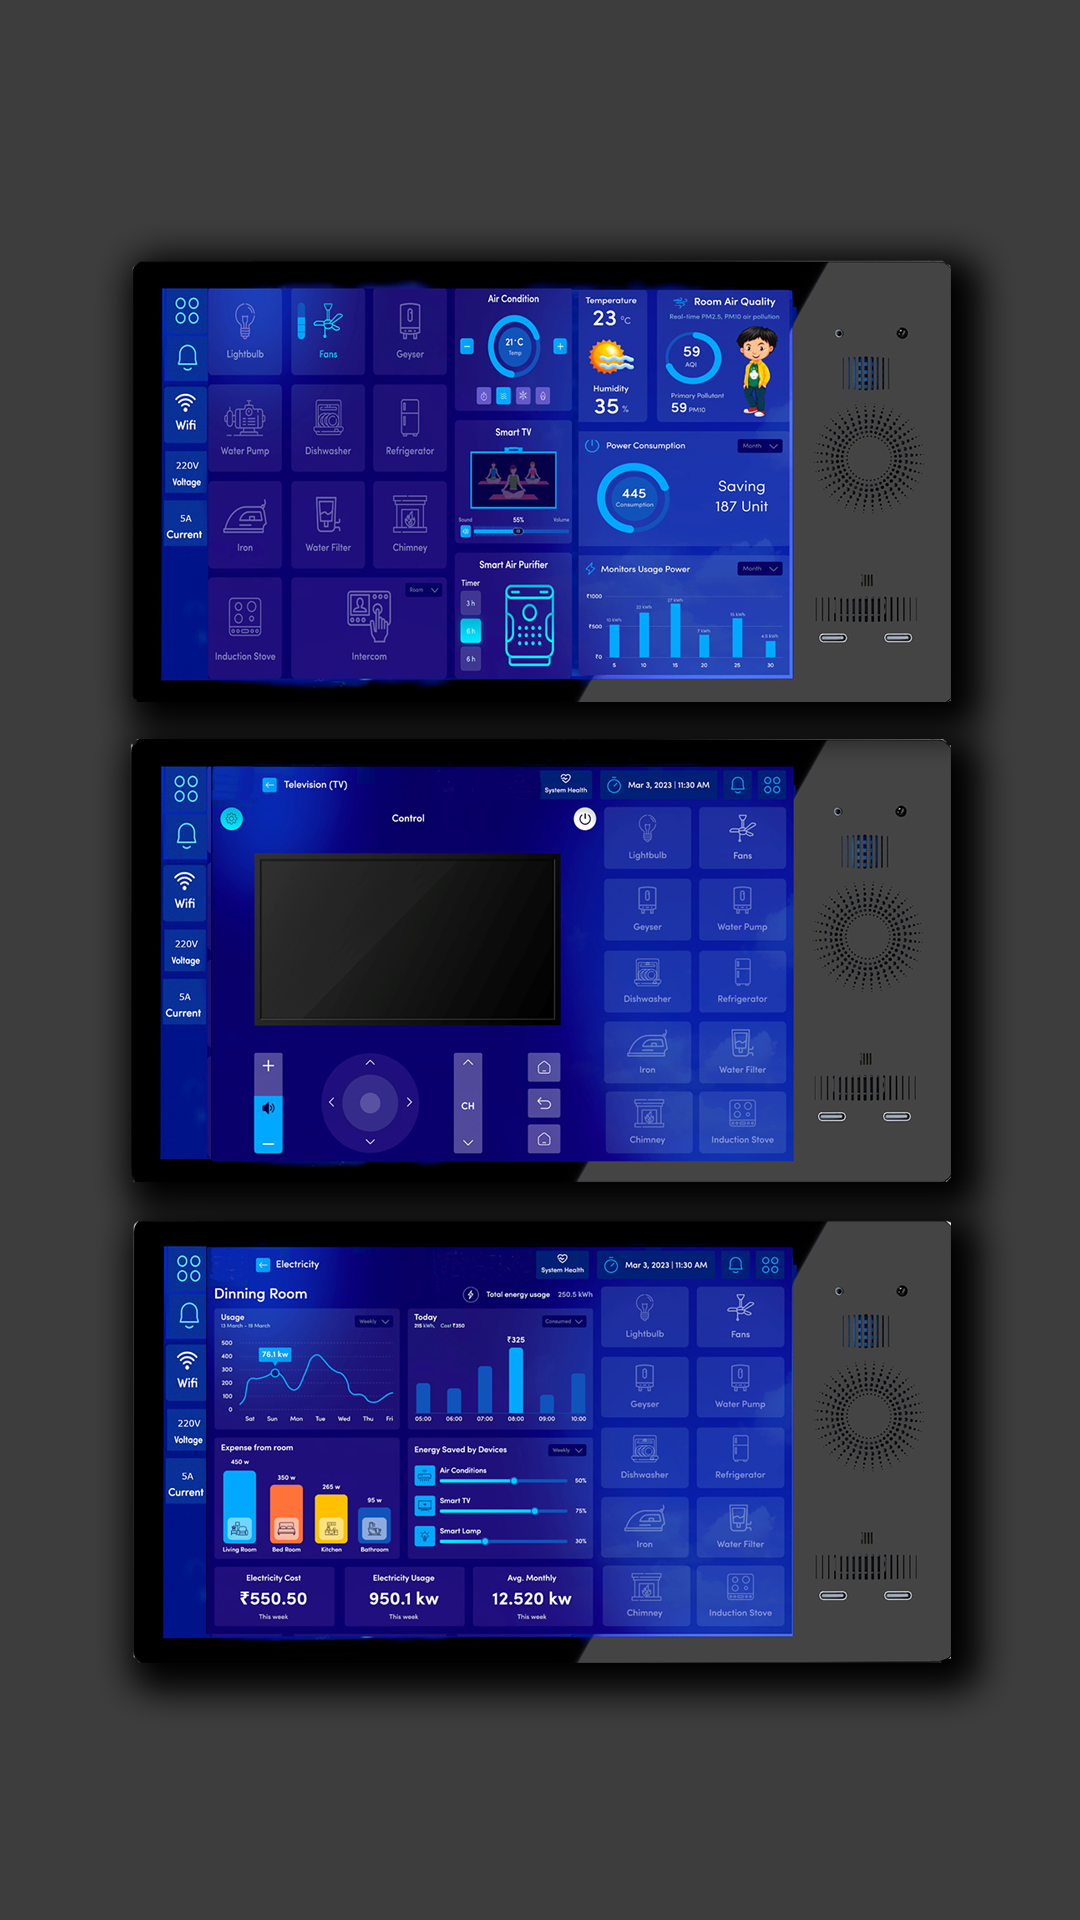 Wifi
220V
Voltage
5A
Current
Lightbulb
Fans
Geyser
Water Pump
Dishwasher
Refrigerator
Iron
Water Filter
Chimney
Induction Stove
Room
Intercom
Air Condition
21°C
Temp
Smart TV
Sound
55%
Volume
Smart Air Purifier
Timer
3 h
6 h
6 h
Temperature
23 °C
Humidity
35 %
Room Air Quality
Real-time PM2.5, PM10 air pollution
59
AQI
Primary Pollutant
59 PM10
Power Consumption
Month
445
Consumption
Saving
187 Unit
Monitors Usage Power
Month
₹1000
₹500
₹0
10 kWh
22 kWh
27 kWh
7 kWh
15 kWh
4.5 kWh
5 10 15 20 25 30
Television (TV)
System Health
Mar 3, 2023 | 11:30 AM
Wifi
220V
Voltage
5A
Current
Control
CH
Lightbulb
Fans
Geyser
Water Pump
Dishwasher
Refrigerator
Iron
Water Filter
Chimney
Induction Stove
Electricity
System Health
Mar 3, 2023 | 11:30 AM
Wifi
220V
Voltage
5A
Current
Dinning Room
Total energy usage 250.5 kWh
Usage
13 March - 19 March
Weekly
500
400
300
200
100
0
76.1 kw
Sat Sun Mon Tue Wed Thu Fri
Today
215 kWh, Cost ₹350
Consumed
₹325
05:00 06:00 07:00 08:00 09:00 10:00
Expense from room
450 w
350 w
265 w
95 w
Living Room
Bed Room
Kitchen
Bathroom
Energy Saved by Devices
Weekly
Air Conditions
50%
Smart TV
75%
Smart Lamp
30%
Electricity Cost
₹550.50
This week
Electricity Usage
950.1 kw
This week
Avg. Monthly
12.520 kw
This week
Lightbulb
Fans
Geyser
Water Pump
Dishwasher
Refrigerator
Iron
Water Filter
Chimney
Induction Stove